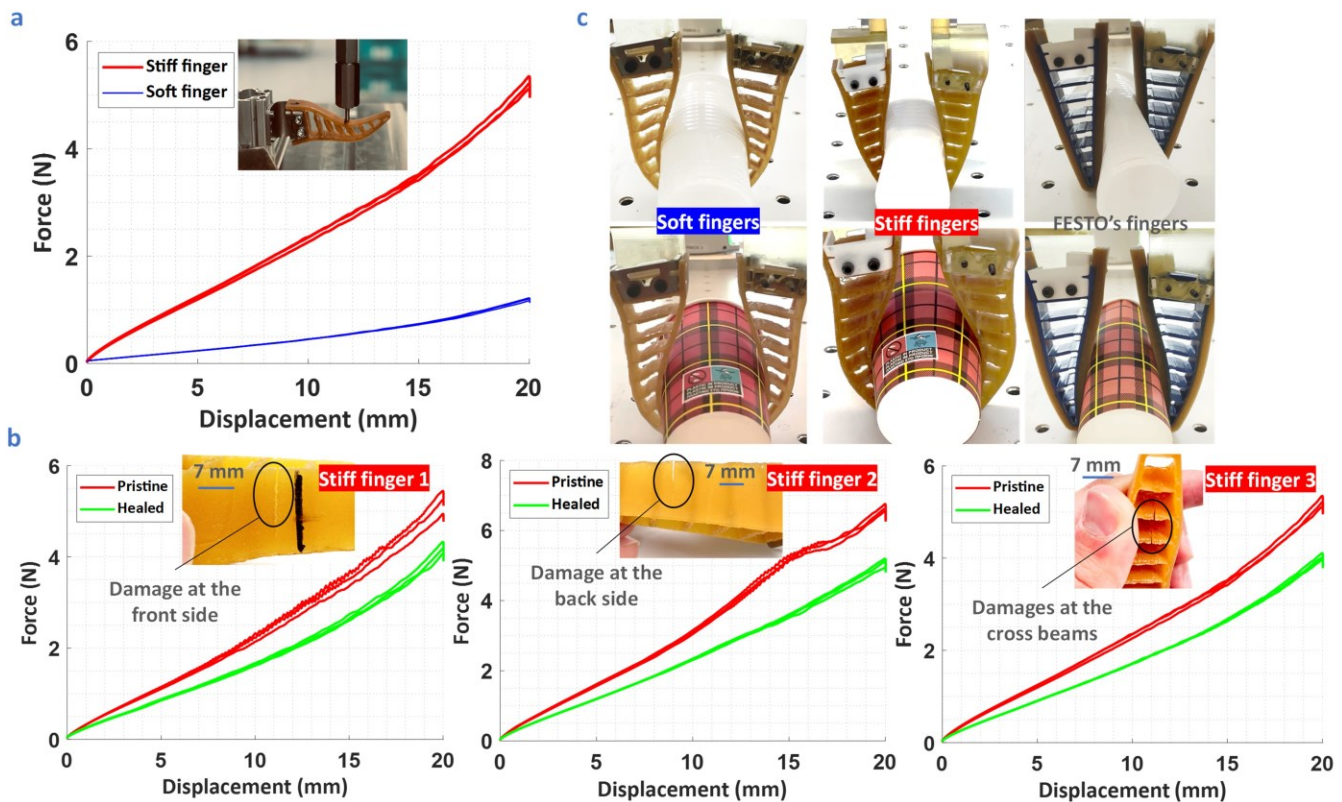 a
6
4
2
0
0
5
10
15
20
Force (N)
Displacement (mm)
Stiff finger
Soft finger
c
Soft fingers
Stiff fingers
FESTO's fingers
b
6
4
2
0
0
5
10
15
20
Force (N)
Displacement (mm)
Pristine
Healed
7 mm
Stiff finger 1
Damage at the
front side
8
6
4
2
0
0
5
10
15
20
Force (N)
Displacement (mm)
Pristine
Healed
7 mm
Stiff finger 2
Damage at the
back side
6
4
2
0
0
5
10
15
20
Force (N)
Displacement (mm)
Pristine
Healed
7 mm
Stiff finger 3
Damages at the
cross beams